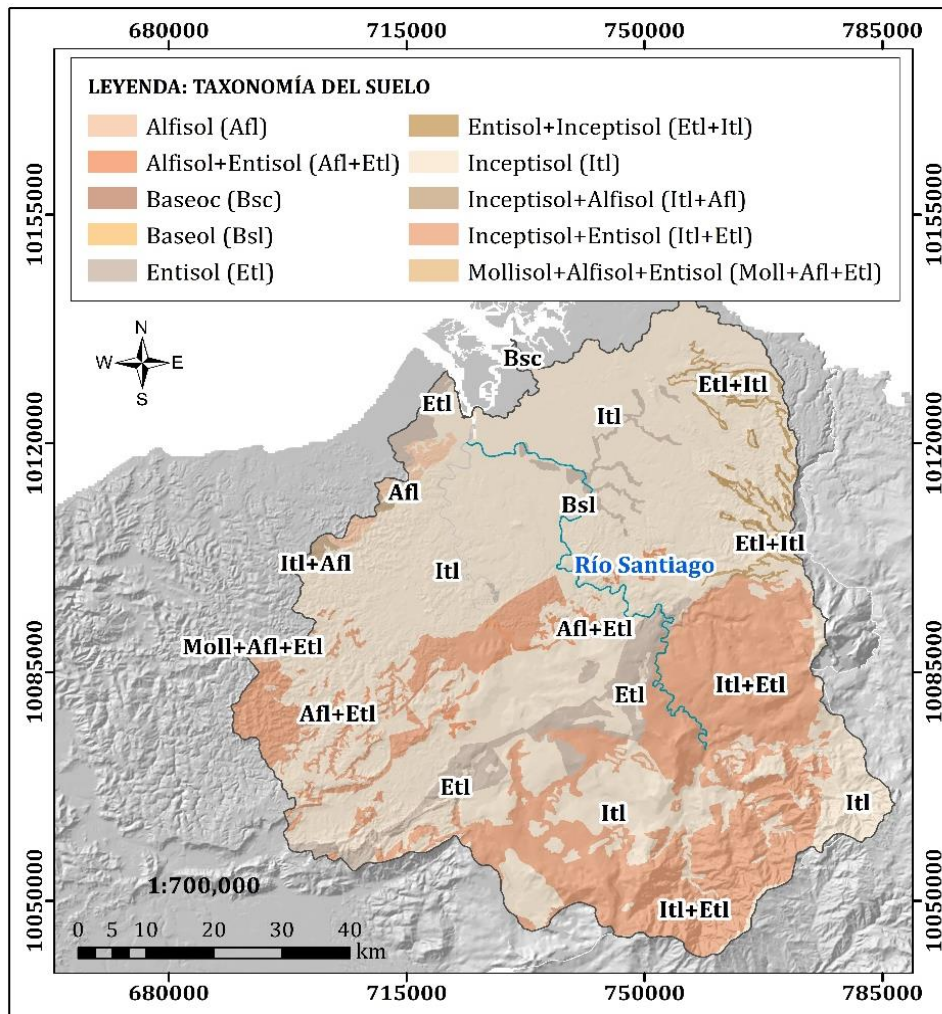 680000 715000 750000 785000
LEYENDA: TAXONOMÍA DEL SUELO
Alfisol (Afl)
Alfisol+Entisol (Afl+Etl)
Baseoc (Bsc)
Baseol (Bsl)
Entisol (Etl)
Entisol+Inceptisol (Etl+Itl)
Inceptisol (Itl)
Inceptisol+Alfisol (Itl+Afl)
Inceptisol+Entisol (Itl+Etl)
Mollisol+Alfisol+Entisol (Moll+Afl+Etl)
10155000
10155000
N
W E
S
Bsc
Etl
Etl+Itl
Itl
10120000
10120000
Afl
Bsl
Itl+Afl
Etl+Itl
Itl
Río Santiago
Moll+Afl+Etl
Afl+Etl
10085000
10085000
Itl+Etl
Etl
Afl+Etl
Etl
Itl
Itl
1:700,000
10050000
10050000
Itl+Etl
0 5 10 20 30 40
km
680000 715000 750000 785000